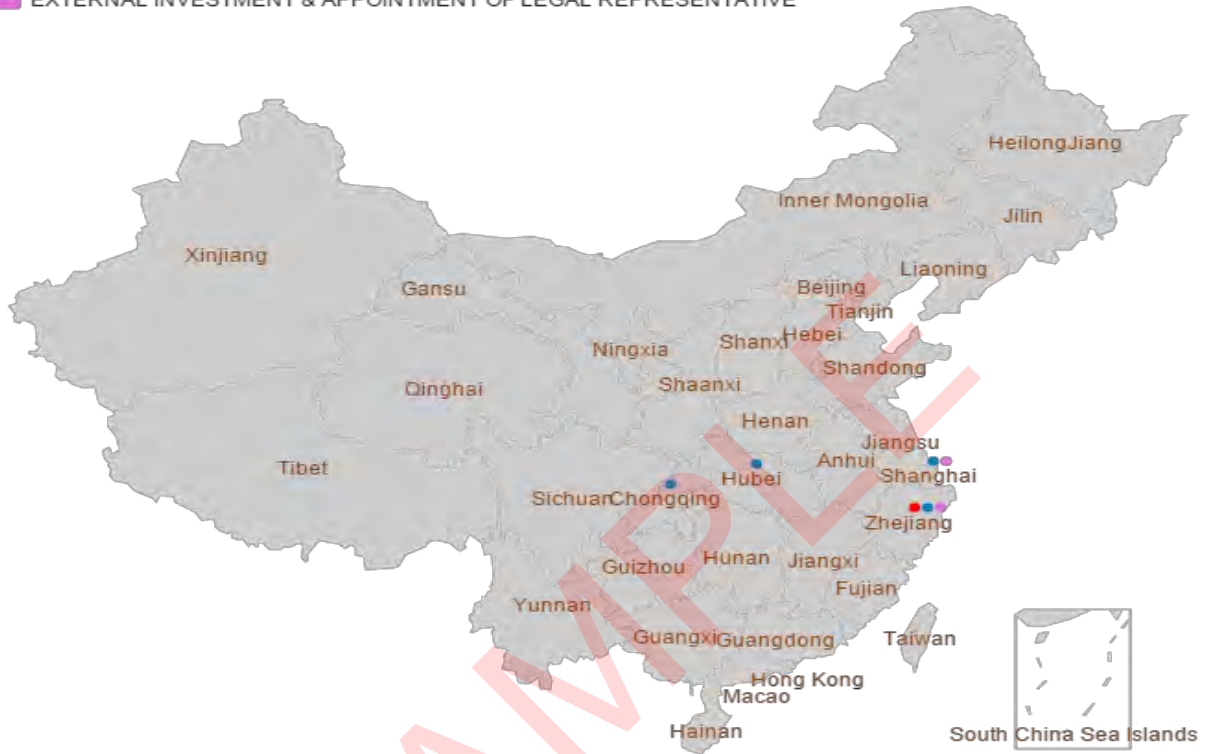 EXTERNAL INVESTMENT & APPOINTMENT OF LEGAL REPRESENTATIVE
HeilongJiang
Inner Mongolia
Jilin
Xinjiang
Liaoning
Gansu
Beijing
Tianjin
Hebei
Shanxi
Ningxia
Shandong
Shaanxi
Qinghai
Henan
Jiangsu
Anhui
Tibet
Shanghai
Hubei
Sichuan
Chongqing
Zhejiang
Hunan
Jiangxi
Guizhou
Fujian
Yunnan
Guangxi
Guangdong
Taiwan
Hong Kong
Macao
Hainan
South China Sea Islands
SAMPLE